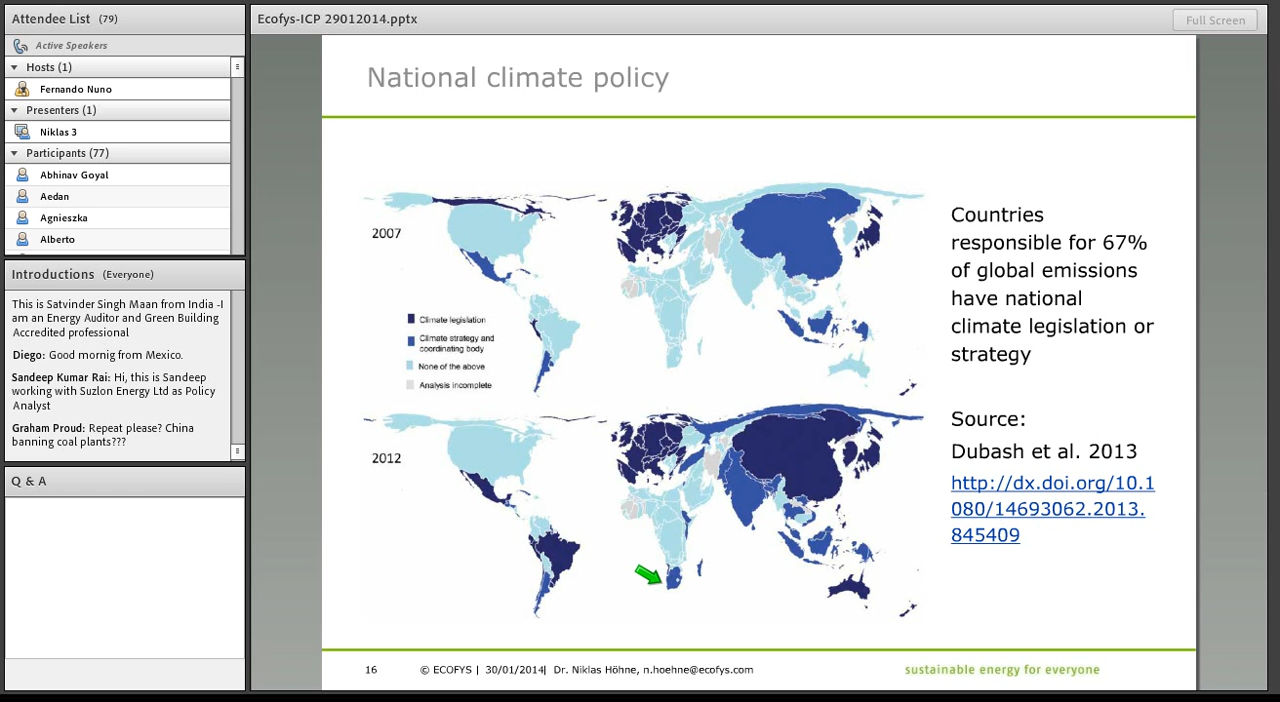 Attendee List (79)
Active Speakers
Hosts (1)
Fernando Nuno
Presenters (1)
Niklas 3
Participants (77)
Abhinav Goyal
Aedan
Agnieszka
Alberto
Introductions (Everyone)
This is Satvinder Singh Maan from India -I
am an Energy Auditor and Green Building
Accredited professional
Diego: Good mornig from Mexico.
Sandeep Kumar Rai: Hi, this is Sandeep
working with Suzlon Energy Ltd as Policy
Analyst
Graham Proud: Repeat please? China
banning coal plants???
Q & A
Ecofys-ICP 29012014.pptx
Full Screen
National climate policy
2007
Climate legislation
Climate strategy and
coordinating body
None of the above
Analysis incomplete
2012
Countries
responsible for 67%
of global emissions
have national
climate legislation or
strategy
Source:
Dubash et al. 2013
http://dx.doi.org/10.1
080/14693062.2013.
845409
16 © ECOFYS | 30/01/2014| Dr. Niklas Höhne, n.hoehne@ecofys.com
sustainable energy for everyone